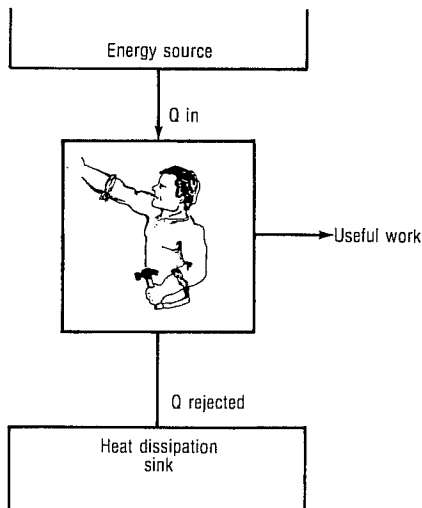 Energy source
Q in
Useful work
Q rejected
Heat dissipation
sink